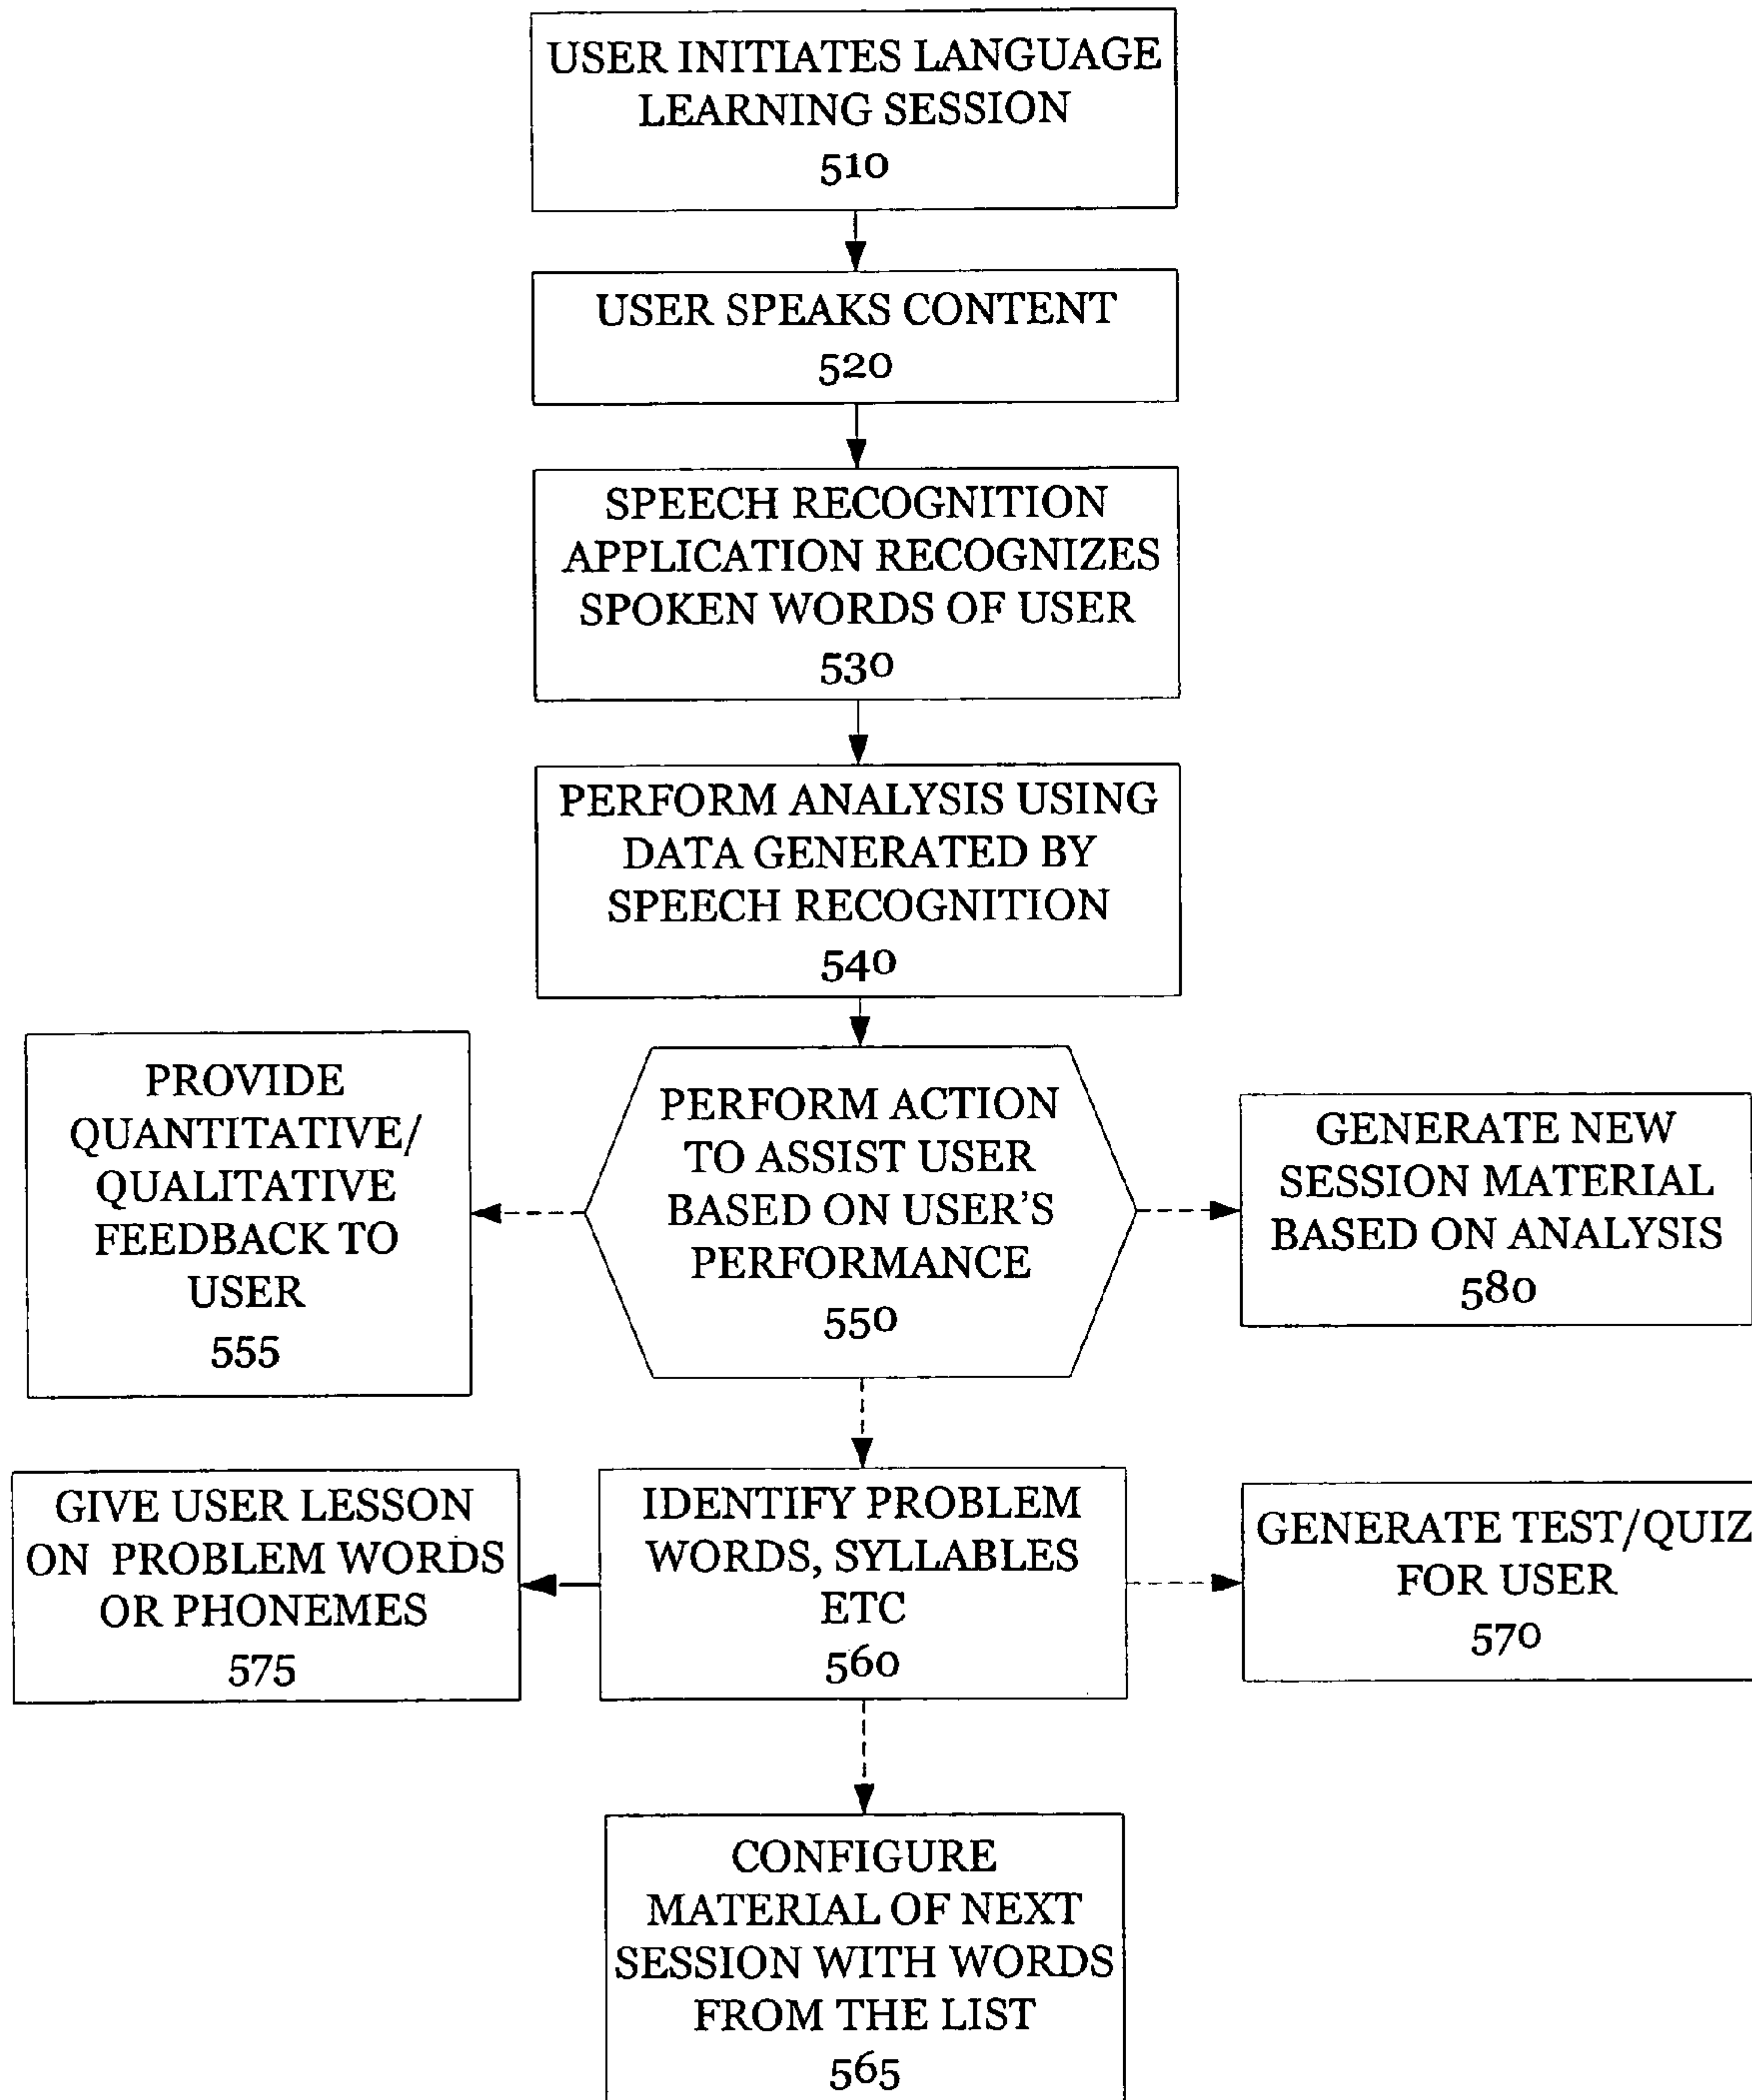 USER INITIATES LANGUAGE
LEARNING SESSION
510
USER SPEAKS CONTENT
520
SPEECH RECOGNITION
APPLICATION RECOGNIZES
SPOKEN WORDS OF USER
530
PERFORM ANALYSIS USING
DATA GENERATED BY
SPEECH RECOGNITION
540
PROVIDE
QUANTITATIVE/
QUALITATIVE
FEEDBACK TO
USER
555
PERFORM ACTION
TO ASSIST USER
BASED ON USER'S
PERFORMANCE
550
GENERATE NEW
SESSION MATERIAL
BASED ON ANALYSIS
580
GIVE USER LESSON
ON PROBLEM WORDS
OR PHONEMES
575
IDENTIFY PROBLEM
WORDS, SYLLABLES
ETC
560
GENERATE TEST/QUIZ
FOR USER
570
CONFIGURE
MATERIAL OF NEXT
SESSION WITH WORDS
FROM THE LIST
565